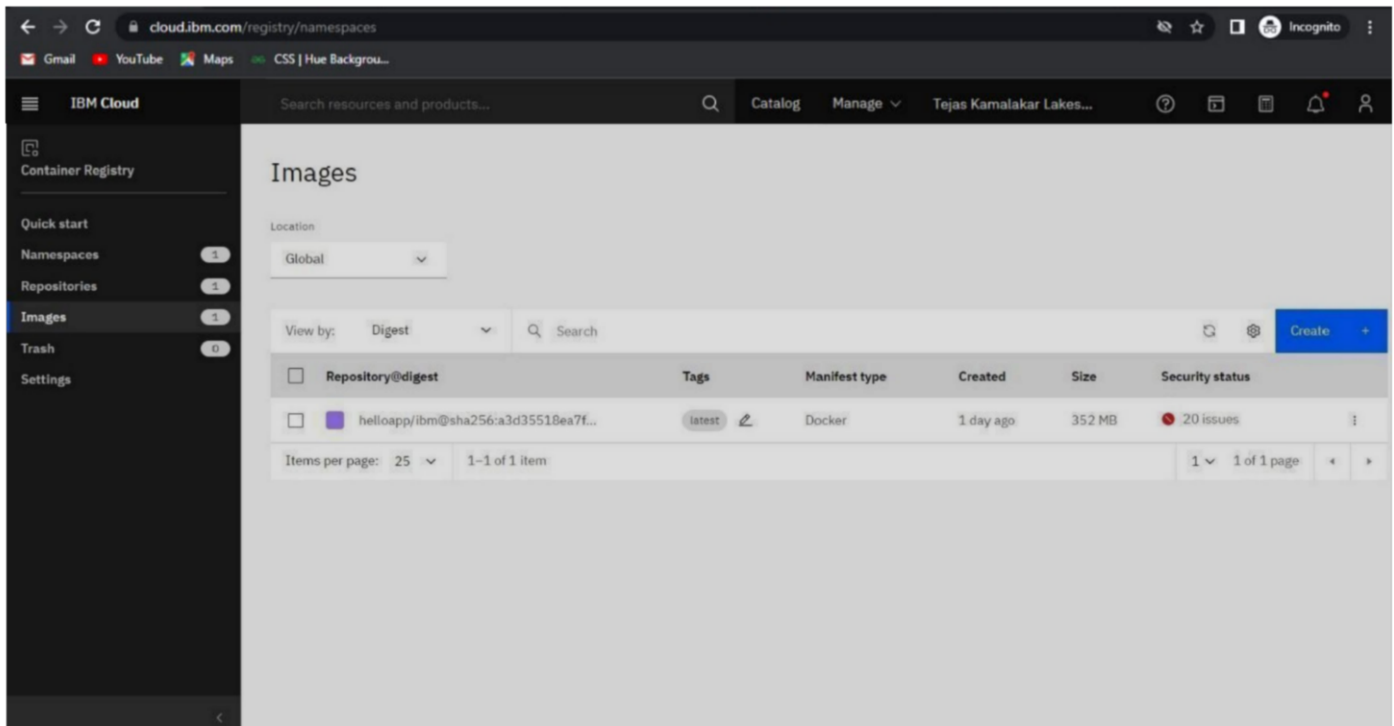 cloud.ibm.com/registry/namespaces Incognito
Gmail YouTube Maps CSS | Hue Backgrou...
IBM Cloud Search resources and products... Catalog Manage Tejas Kamalakar Lakes...
Container Registry
Quick start
Namespaces 1
Repositories 1
Images 1
Trash 0
Settings
Images
Location
Global
View by: Digest Search Create +
Repository@digest Tags Manifest type Created Size Security status
helloapp/ibm@sha256:a3d35518ea7f... latest Docker 1 day ago 352 MB 20 issues
Items per page: 25 1–1 of 1 item 1 1 of 1 page